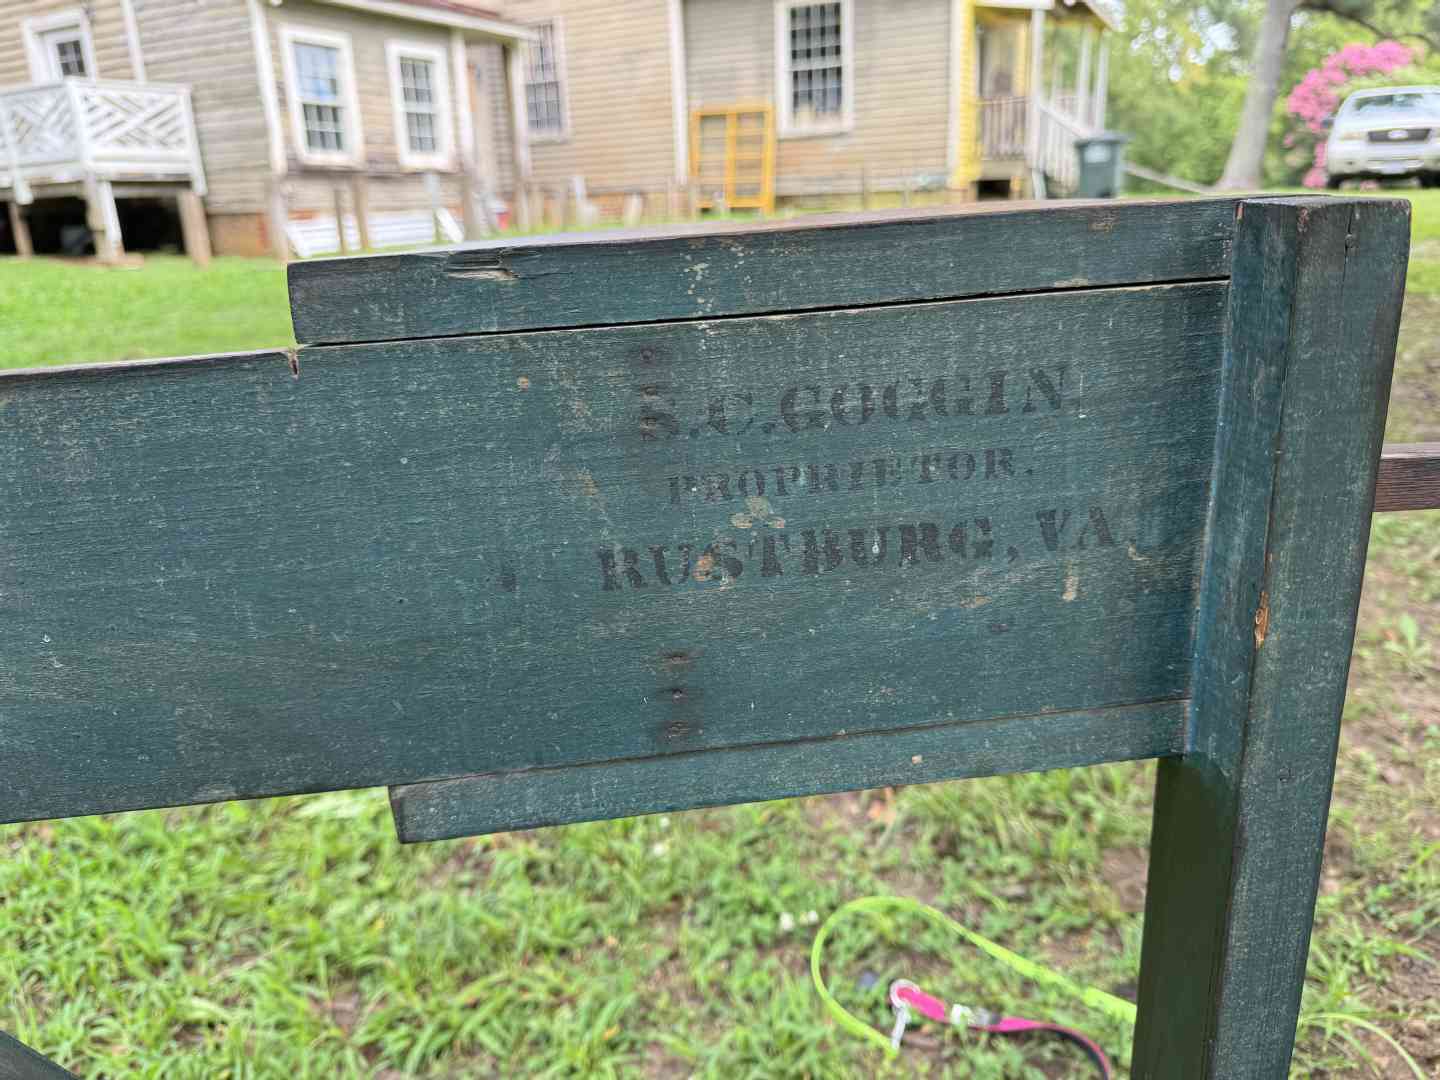 S.C.GOGGIN,
PROPRIETOR.
RUSTBURG, VA.